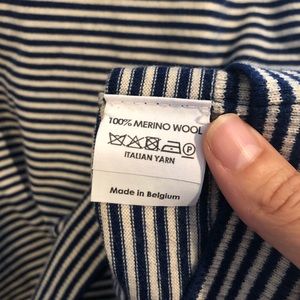 100% MERINO WOOL
ITALIAN YARN
Made in Belgium